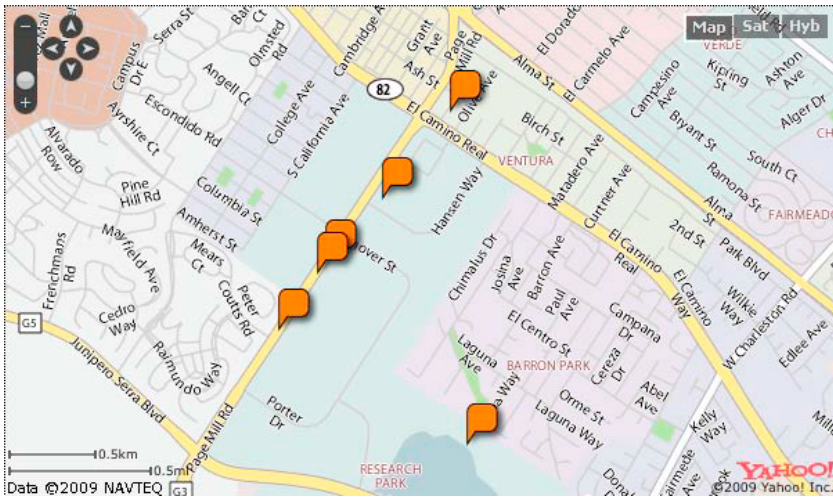 Map
Sat
Hyb
Serra St
Campus Dr E
Olmsted Rd
Angell Ct
Escondido Rd
Ayrshire Ct
Alvarado Row
Pine Hill Rd
Frenchmans Rd
Mayfield Ave
Cedro Way
Raimundo Way
Mears Ct
Peter Coutts Rd
Amherst St
Columbia St
College Ave
S California Ave
Cambridge Ave
Grant Ave
Ash St
Page Mill Rd
82
El Camino Real
Olive Ave
Birch St
VENTURA
Hansen Way
Alma St
El Dorado
El Carmelo Ave
VERDE
Campesino Ave
Kipling St
Ashton Ave
Bryant St
Alger Dr
South Ct
Ramona St
Alma St
FAIRMEADO
Matadero Ave
Curtner Ave
2nd St
Park Blvd
El Camino Real
El Camino Way
Wilkie Way
W Charleston Rd
Edlee Ave
Chimalus Dr
Josina Ave
Barron Ave
Paul Ave
El Centro St
Campana Dr
Cereza Dr
Laguna Ave
BARRON PARK
Abel Ave
Orme St
Laguna Way
Kelly Way
G5
Junipero Serra Blvd
Porter Dr
Page Mill Rd
RESEARCH PARK
G3
0.5km
0.5mi
Data ©2009 NAVTEQ
YAHOO!
©2009 Yahoo! Inc.